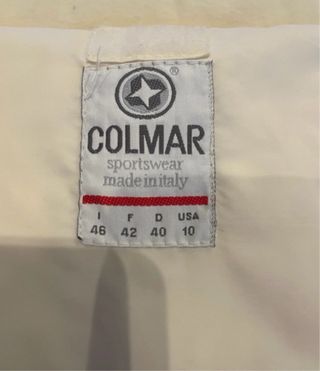 ®
COLMAR
sportswear
made in italy
I F D USA
46 42 40 10